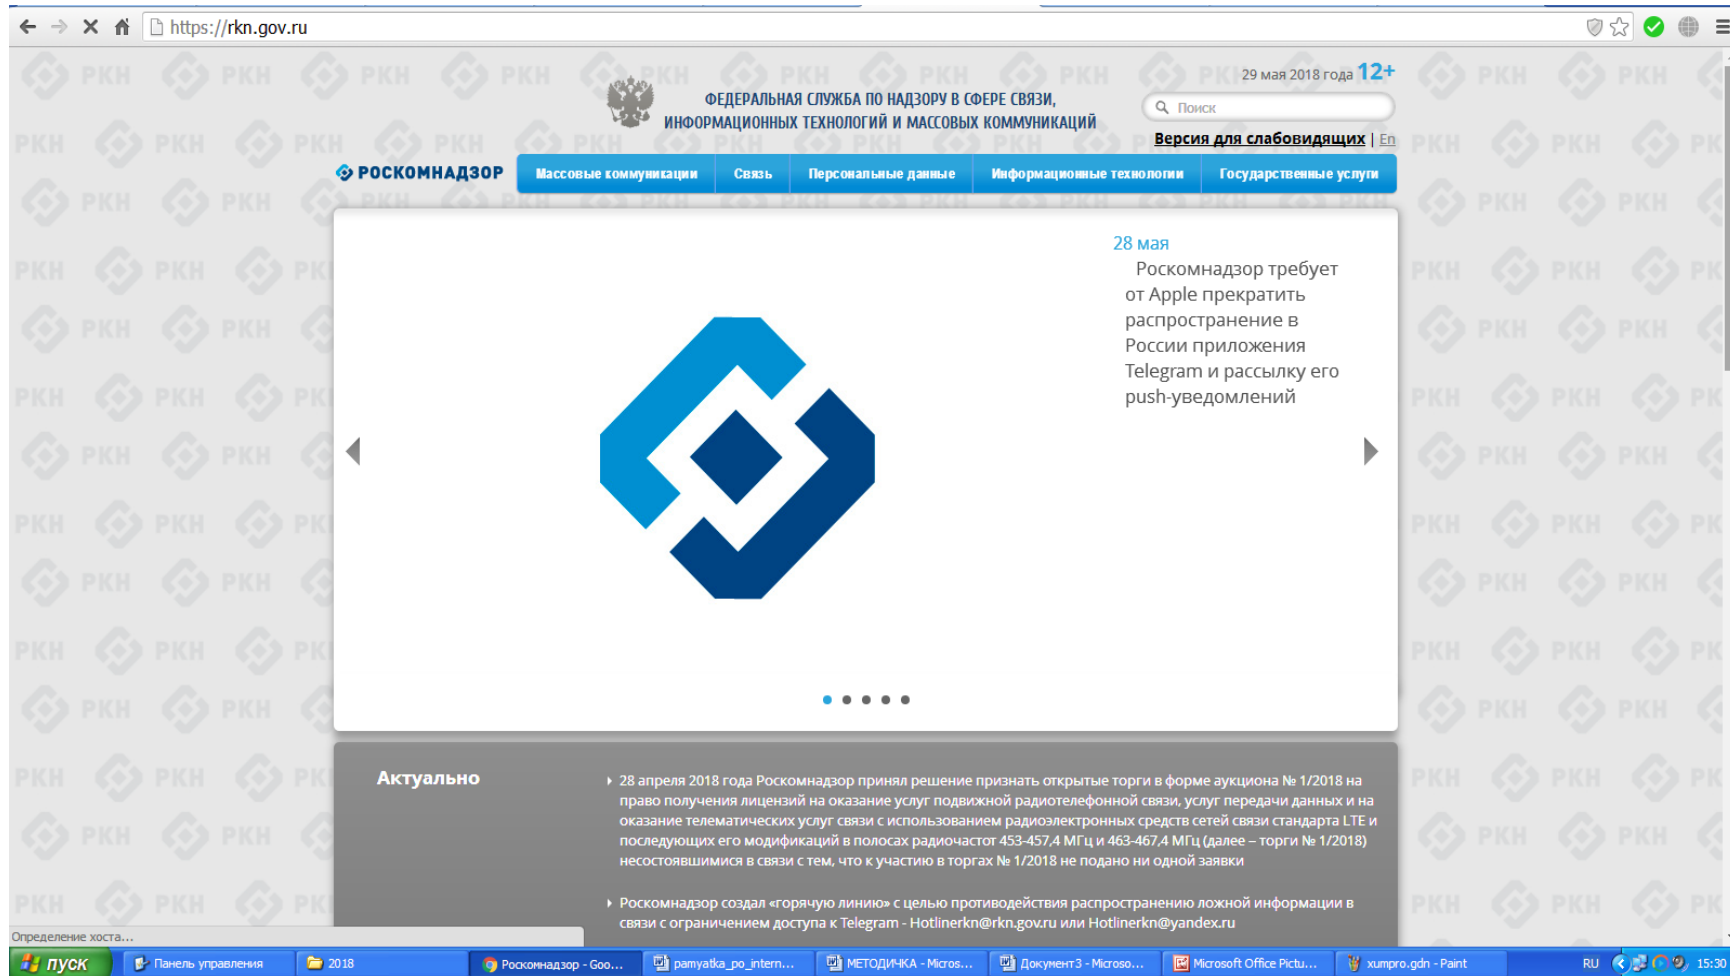 https://rkn.gov.ru
29 мая 2018 года 12+
ФЕДЕРАЛЬНАЯ СЛУЖБА ПО НАДЗОРУ В СФЕРЕ СВЯЗИ,
ИНФОРМАЦИОННЫХ ТЕХНОЛОГИЙ И МАССОВЫХ КОММУНИКАЦИЙ
Поиск
Версия для слабовидящих | En
РОСКОМНАДЗОР
Массовые коммуникации Связь Персональные данные Информационные технологии Государственные услуги
28 мая
Роскомнадзор требует
от Apple прекратить
распространение в
России приложения
Telegram и рассылку его
push-уведомлений
Актуально
28 апреля 2018 года Роскомнадзор принял решение признать открытые торги в форме аукциона № 1/2018 на
право получения лицензий на оказание услуг подвижной радиотелефонной связи, услуг передачи данных и на
оказание телематических услуг связи с использованием радиоэлектронных средств сетей связи стандарта LTE и
последующих его модификаций в полосах радиочастот 453-457,4 МГц и 463-467,4 МГц (далее – торги № 1/2018)
несостоявшимися в связи с тем, что к участию в торгах № 1/2018 не подано ни одной заявки
Роскомнадзор создал «горячую линию» с целью противодействия распространению ложной информации в
связи с ограничением доступа к Telegram - Hotlinerkn@rkn.gov.ru или Hotlinerkn@yandex.ru
РКН
Определение хоста...
пуск Панель управления 2018 Роскомнадзор - Goo... pamyatka_po_intern... МЕТОДИЧКА - Micros... Документ3 - Microso... Microsoft Office Pictu... xumpro.gdn - Paint RU 15:30